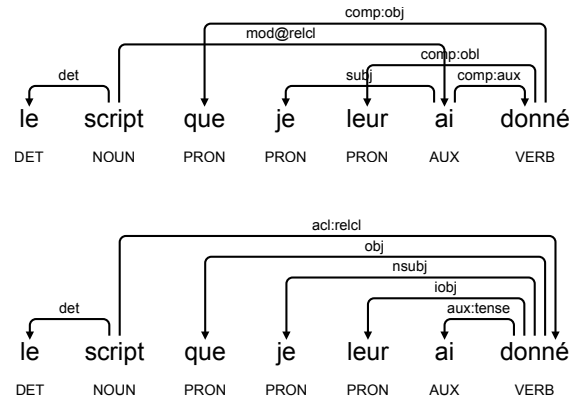 comp:obj
mod@relcl
comp:obl
det subj comp:aux
le script que je leur ai donné
DET NOUN PRON PRON PRON AUX VERB
acl:relcl
obj
nsubj
iobj
det aux:tense
le script que je leur ai donné
DET NOUN PRON PRON PRON AUX VERB